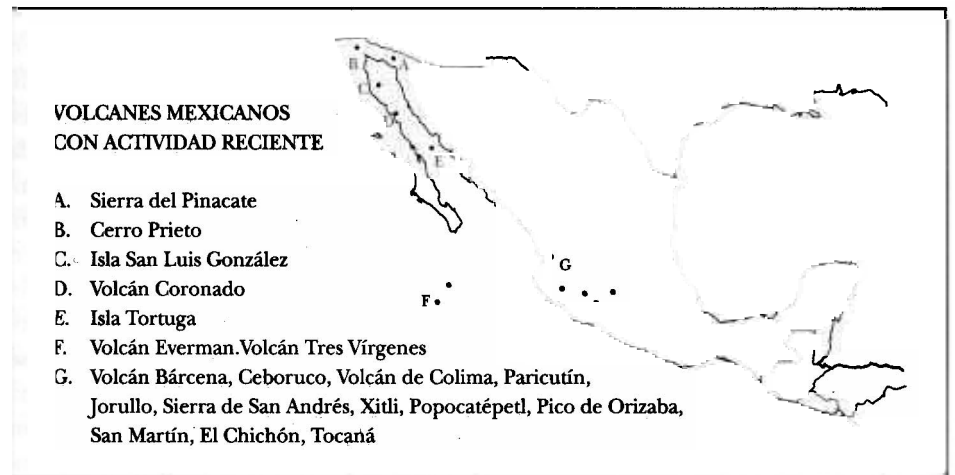 VOLCANES MEXICANOS
CON ACTIVIDAD RECIENTE
A. Sierra del Pinacate
B. Cerro Prieto
C. Isla San Luis González
D. Volcán Coronado
E. Isla Tortuga
F. Volcán Everman.Volcán Tres Vírgenes
G. Volcán Bárcena, Ceboruco, Volcán de Colima, Paricutín,
Jorullo, Sierra de San Andrés, Xitli, Popocatépetl, Pico de Orizaba,
San Martín, El Chichón, Tocaná
B
A
C
D
E
G
F